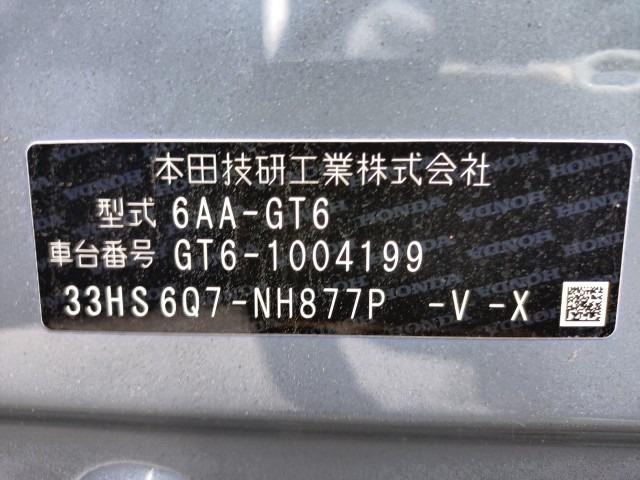 本田技研工業株式会社
型式 6AA-GT6
車台番号 GT6-1004199
33HS 6Q7-NH877P -V -X